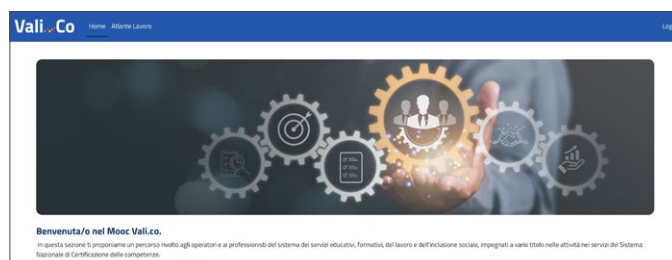 Vali Co Home Atlante Lavoro Log
Benvenuta/o nel Mooc Vali.co.
In questa sezione ti proponiamo un percorso rivolto agli operatori e ai professionisti del sistema dei servizi educativi, formativi, del lavoro e dell'inclusione sociale, impegnati a vario titolo nelle attività nei servizi del Sistema
Nazionale di Certificazione delle competenze.